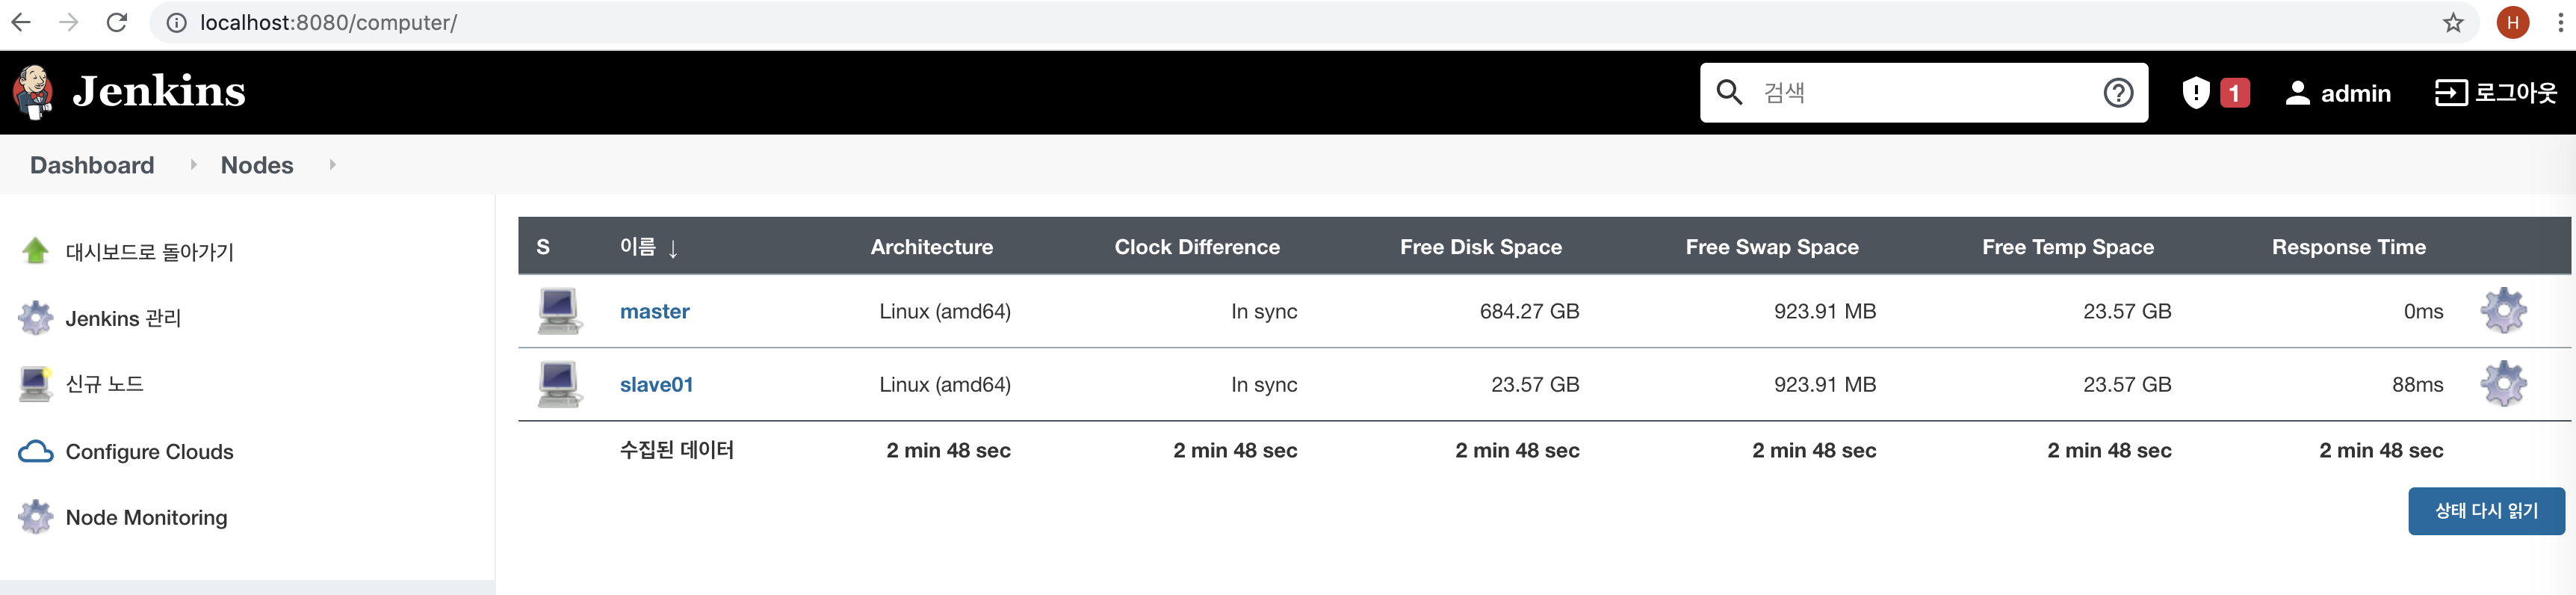 localhost:8080/computer/
Jenkins
검색
1
admin
로그아웃
H
Dashboard
Nodes
대시보드로 돌아가기
Jenkins 관리
신규 노드
Configure Clouds
Node Monitoring
S 이름 ↓ Architecture Clock Difference Free Disk Space Free Swap Space Free Temp Space Response Time
master Linux (amd64) In sync 684.27 GB 923.91 MB 23.57 GB 0ms
slave01 Linux (amd64) In sync 23.57 GB 923.91 MB 23.57 GB 88ms
수집된 데이터 2 min 48 sec 2 min 48 sec 2 min 48 sec 2 min 48 sec 2 min 48 sec 2 min 48 sec
상태 다시 읽기